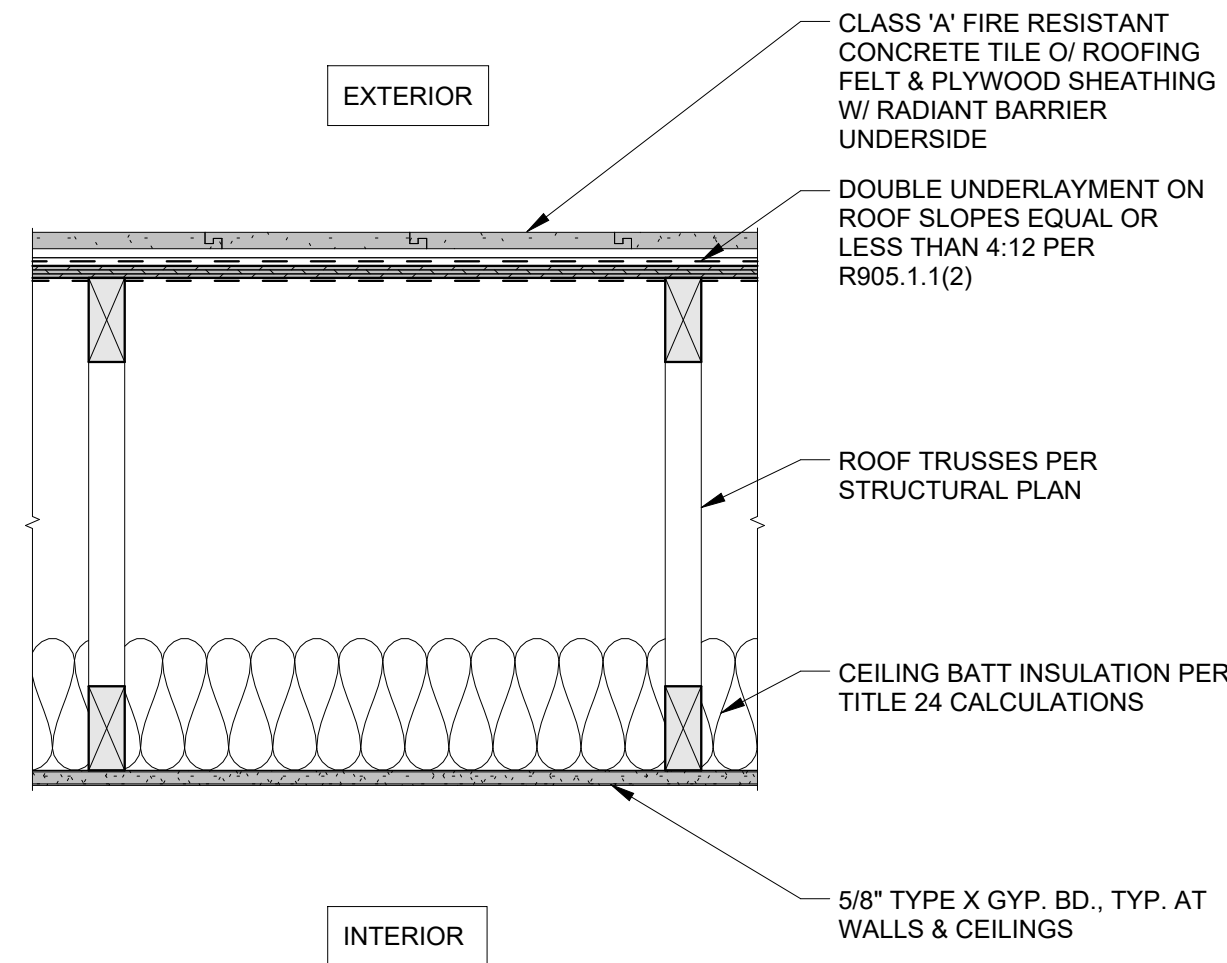 EXTERIOR
CLASS 'A' FIRE RESISTANT
CONCRETE TILE O/ ROOFING
FELT & PLYWOOD SHEATHING
W/ RADIANT BARRIER
UNDERSIDE
DOUBLE UNDERLAYMENT ON
ROOF SLOPES EQUAL OR
LESS THAN 4:12 PER
R905.1.1(2)
ROOF TRUSSES PER
STRUCTURAL PLAN
CEILING BATT INSULATION PER
TITLE 24 CALCULATIONS
5/8" TYPE X GYP. BD., TYP. AT
WALLS & CEILINGS
INTERIOR